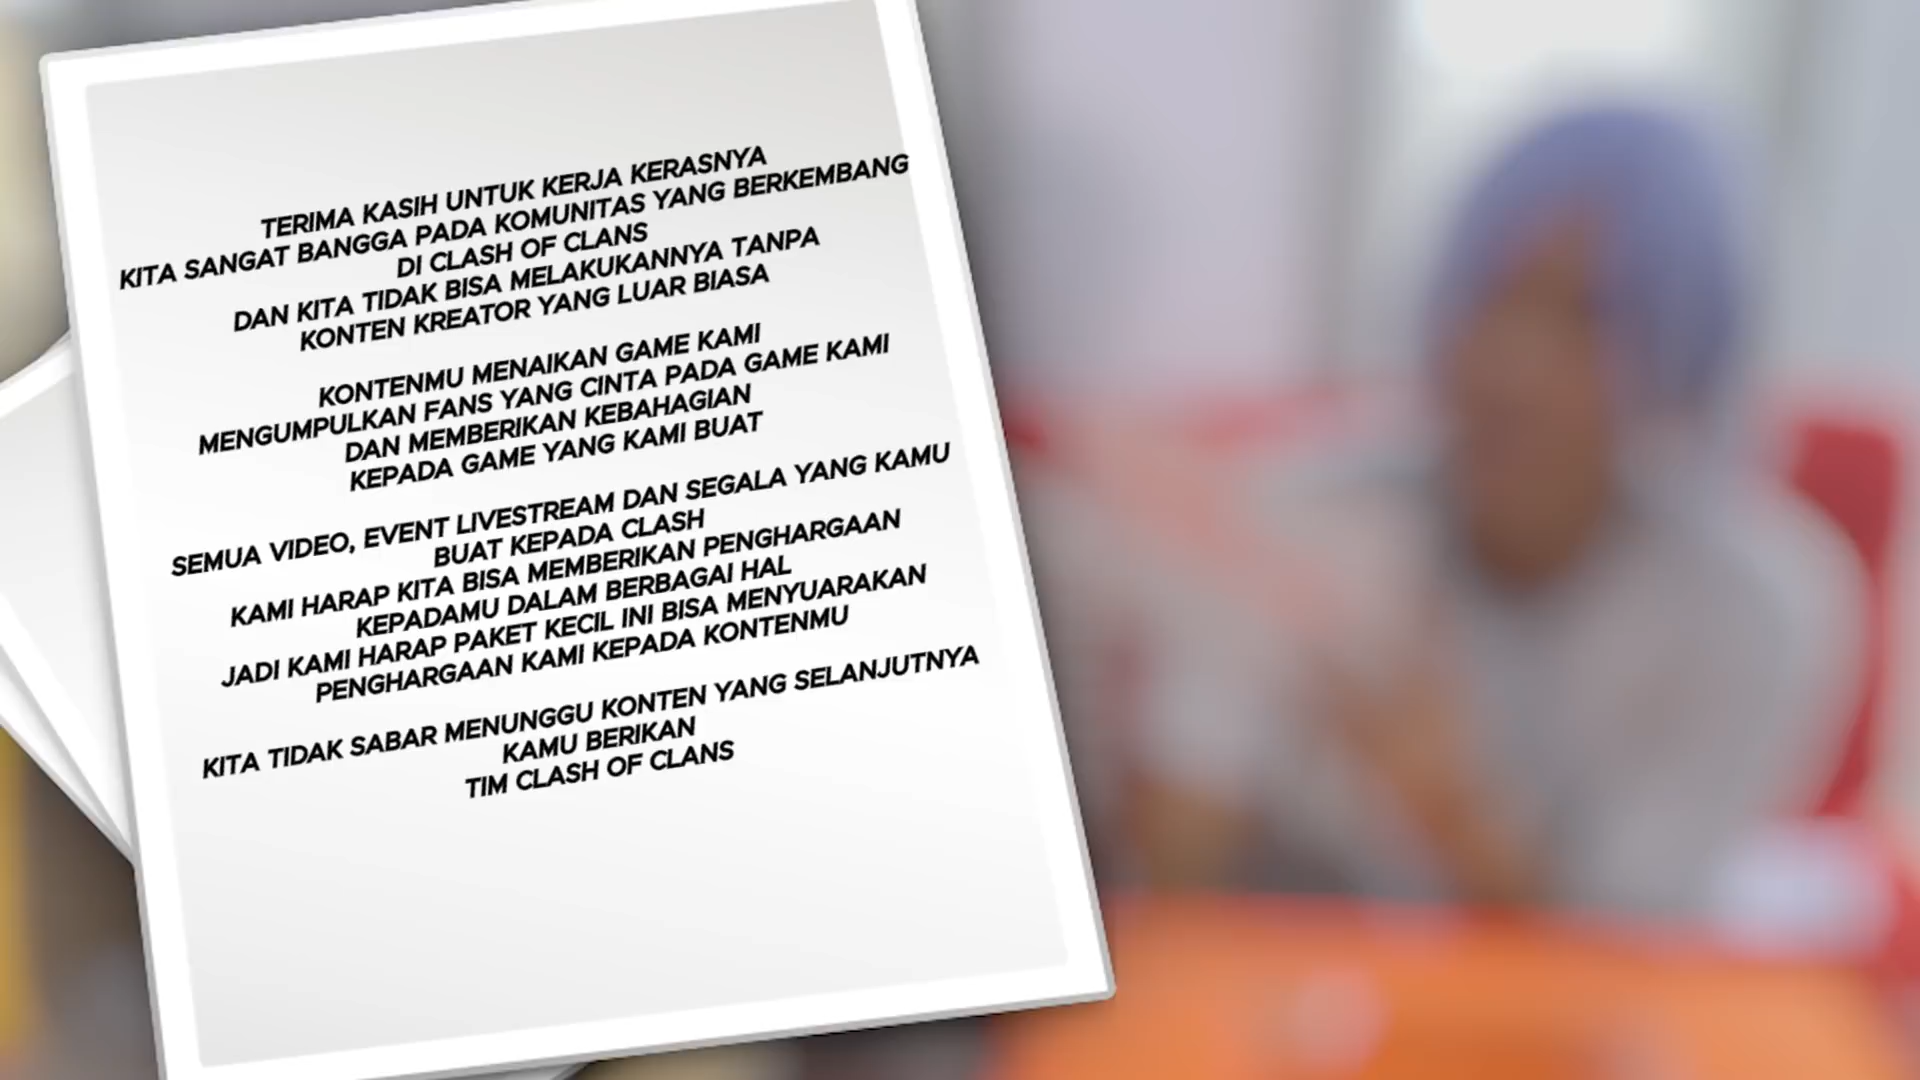 TERIMA KASIH UNTUK KERJA KERASNYA
KITA SANGAT BANGGA PADA KOMUNITAS YANG BERKEMBANG
DI CLASH OF CLANS
DAN KITA TIDAK BISA MELAKUKANNYA TANPA
KONTEN KREATOR YANG LUAR BIASA
KONTENMU MENAIKAN GAME KAMI
MENGUMPULKAN FANS YANG CINTA PADA GAME KAMI
DAN MEMBERIKAN KEBAHAGIAN
KEPADA GAME YANG KAMI BUAT
SEMUA VIDEO, EVENT LIVESTREAM DAN SEGALA YANG KAMU
BUAT KEPADA CLASH
KAMI HARAP KITA BISA MEMBERIKAN PENGHARGAAN
KEPADAMU DALAM BERBAGAI HAL
JADI KAMI HARAP PAKET KECIL INI BISA MENYUARAKAN
PENGHARGAAN KAMI KEPADA KONTENMU
KITA TIDAK SABAR MENUNGGU KONTEN YANG SELANJUTNYA
KAMU BERIKAN
TIM CLASH OF CLANS